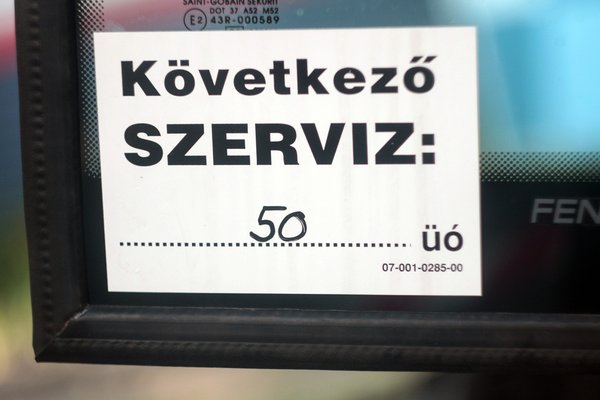 SAINT-GOBAIN SEKURIT
DOT 37 A52 M52
E2 43R-000589
Következő
SZERVIZ:
50 üó
07-001-0285-00
FEN